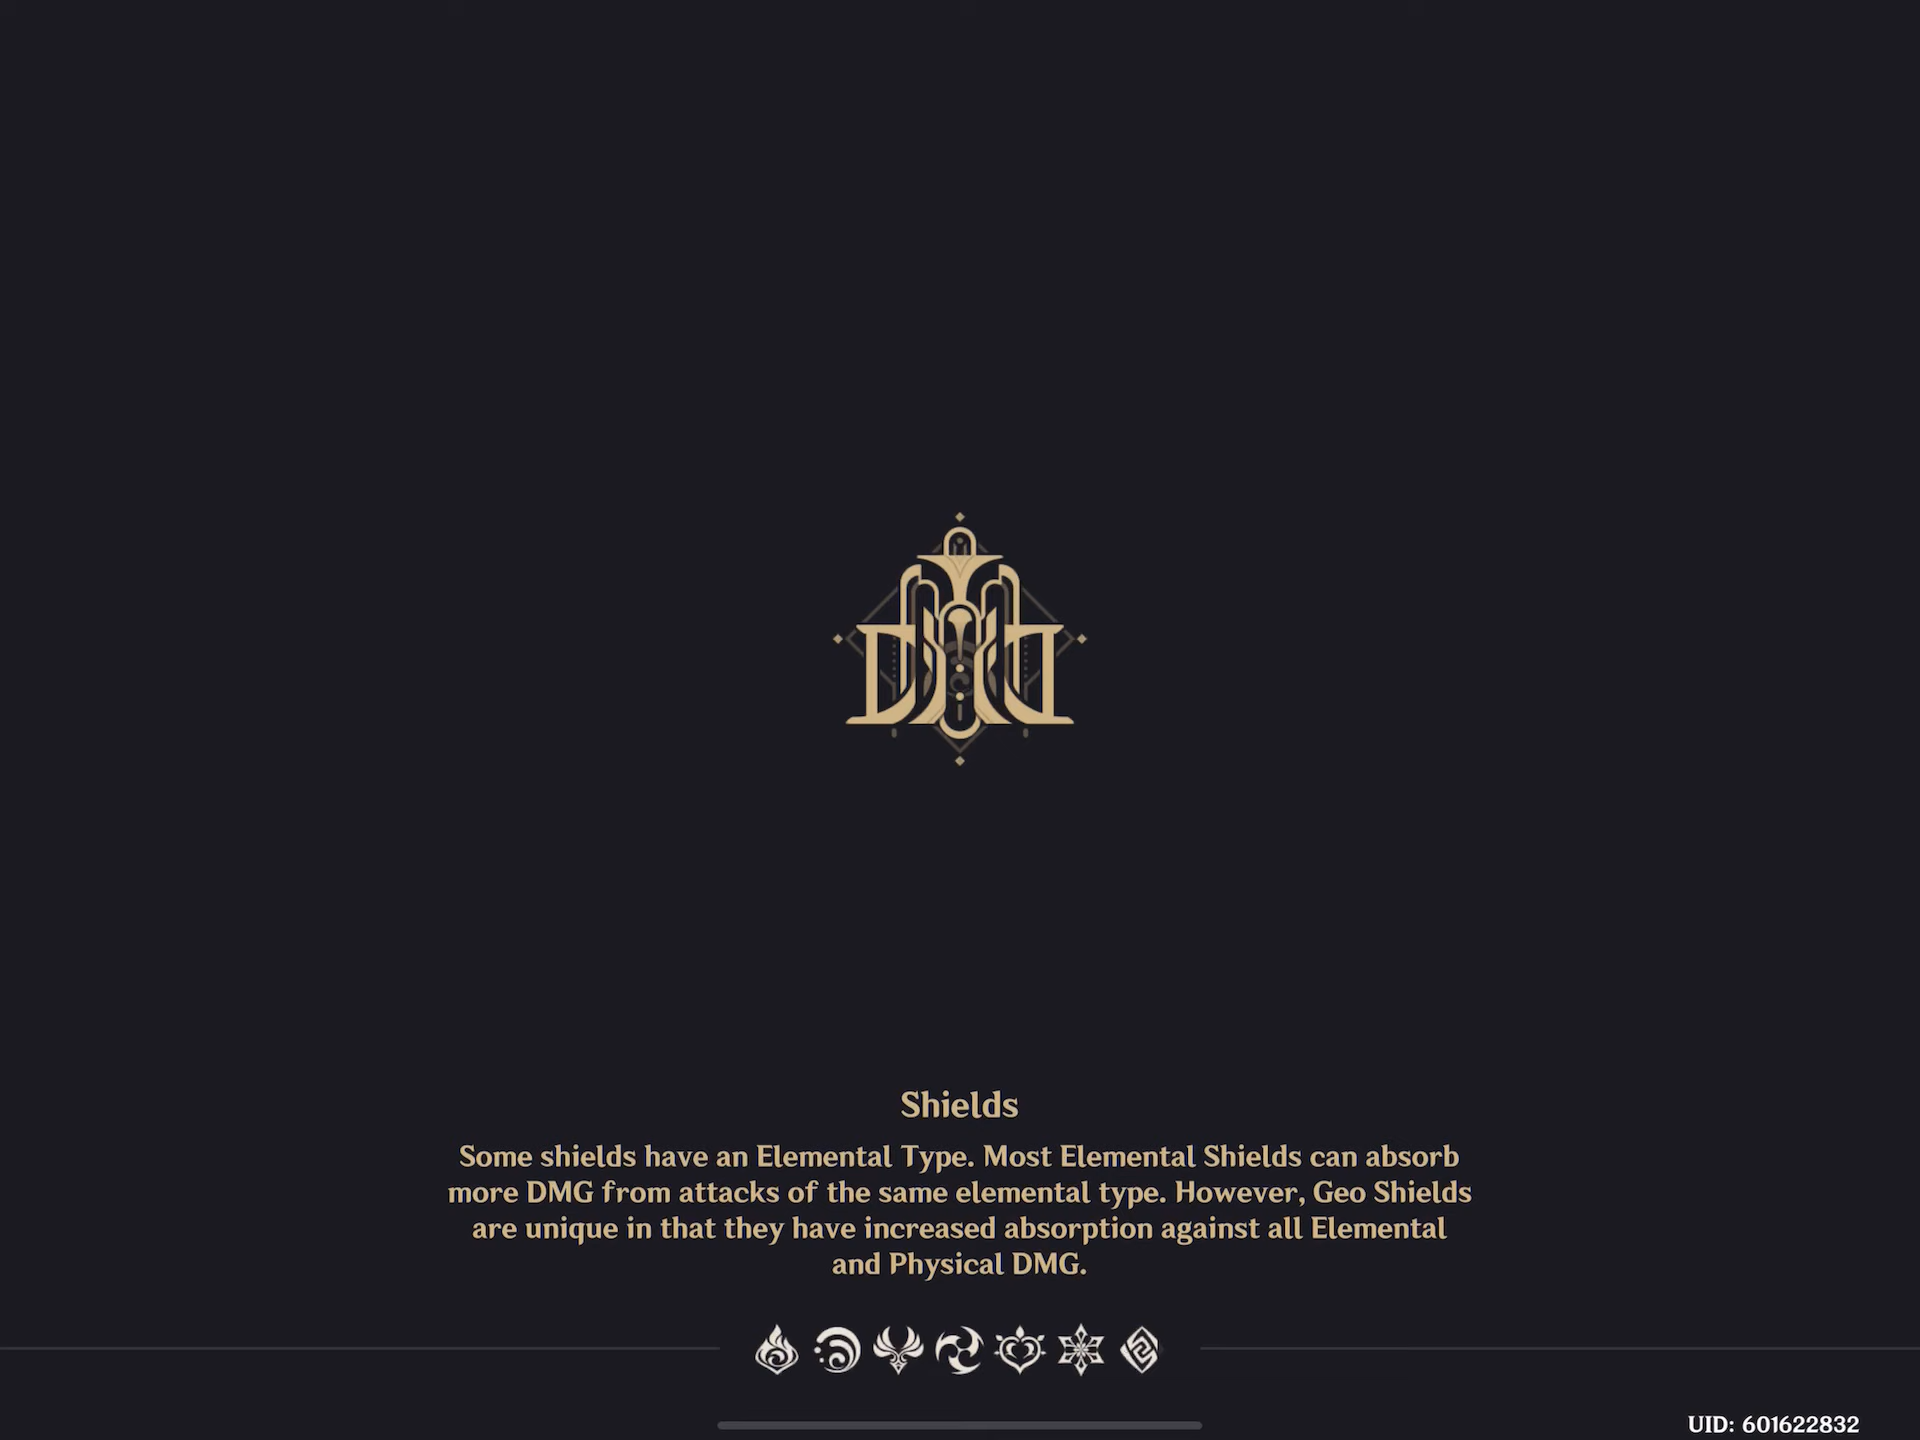 Shields
Some shields have an Elemental Type. Most Elemental Shields can absorb
more DMG from attacks of the same elemental type. However, Geo Shields
are unique in that they have increased absorption against all Elemental
and Physical DMG.
UID: 601622832